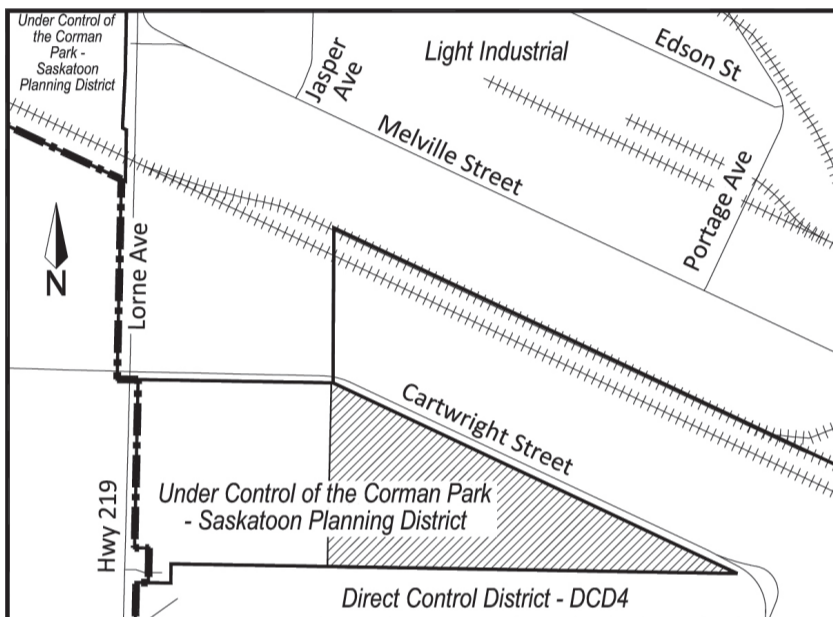 Under Control of
the Corman
Park -
Saskatoon
Planning District
Jasper
Ave
Light Industrial
Edson St
Melville Street
Portage Ave
Lorne Ave
N
Cartwright Street
Hwy 219
Under Control of the Corman Park
- Saskatoon Planning District
Direct Control District - DCD4